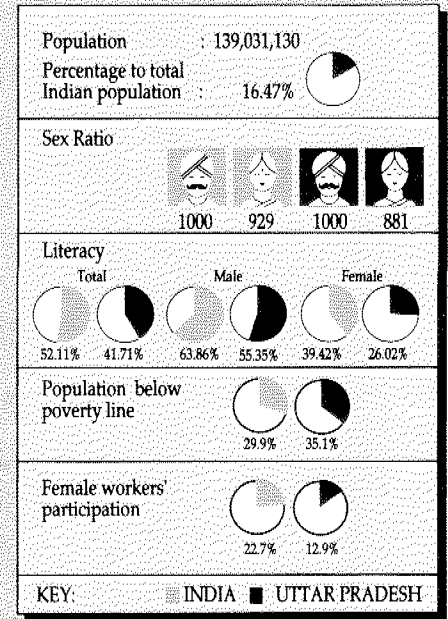 Population : 139,031,130
Percentage to total
Indian population : 16.47%
Sex Ratio
1000 929 1000 881
Literacy
Total Male Female
52.11% 41.71% 63.86% 55.35% 39.42% 26.02%
Population below
poverty line
29.9% 35.1%
Female workers'
participation
22.7% 12.9%
KEY: INDIA UTTAR PRADESH